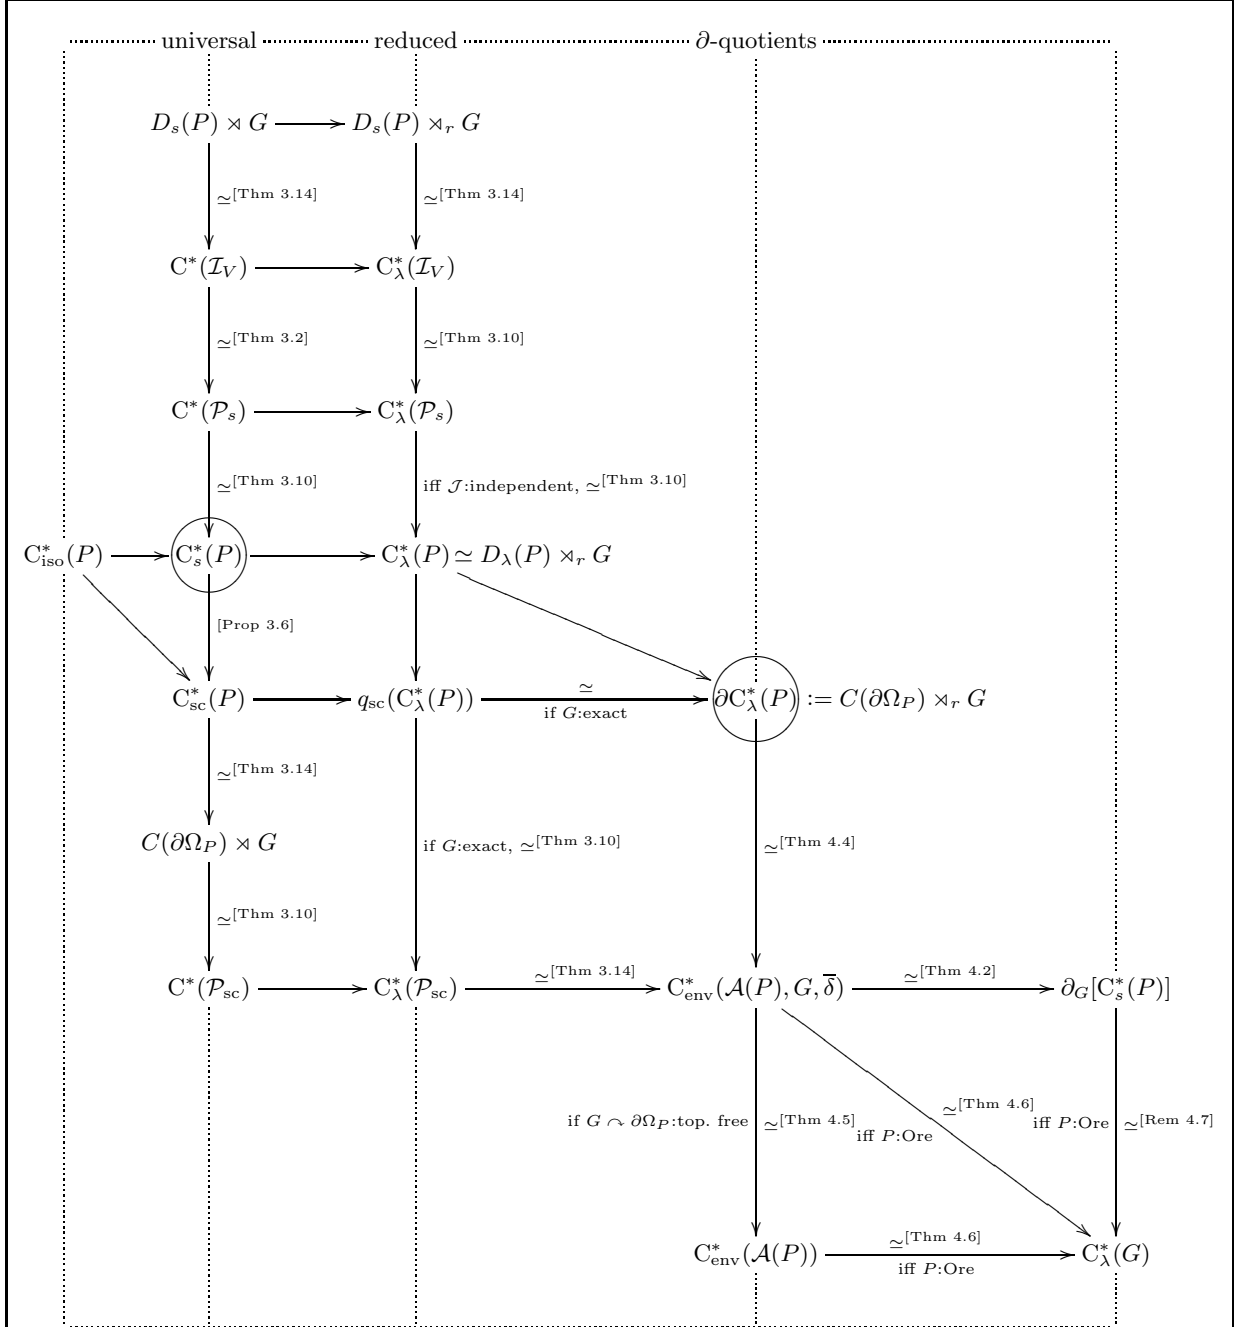 universal reduced ∂-quotients
D_s(P) ⋊ G D_s(P) ⋊_r G
≃[Thm 3.14] ≃[Thm 3.14]
C*(I_V) C*_λ(I_V)
≃[Thm 3.2] ≃[Thm 3.10]
C*(P_s) C*_λ(P_s)
≃[Thm 3.10] iff J:independent, ≃[Thm 3.10]
C*_iso(P) C*_s(P) C*_λ(P) ≃ D_λ(P) ⋊_r G
[Prop 3.6]
≃
C*_sc(P) q_sc(C*_λ(P)) ∂C*_λ(P) := C(∂Ω_P) ⋊_r G
if G:exact
≃[Thm 3.14]
C(∂Ω_P) ⋊ G if G:exact, ≃[Thm 3.10] ≃[Thm 4.4]
≃[Thm 3.10]
≃[Thm 3.14] ≃[Thm 4.2]
C*(P_sc) C*_λ(P_sc) C*_env(A(P), G, δ̅) ∂_G[C*_s(P)]
≃[Thm 4.6]
if G ↷ ∂Ω_P:top. free ≃[Thm 4.5] iff P:Ore iff P:Ore ≃[Rem 4.7]
≃[Thm 4.6]
C*_env(A(P)) C*_λ(G)
iff P:Ore